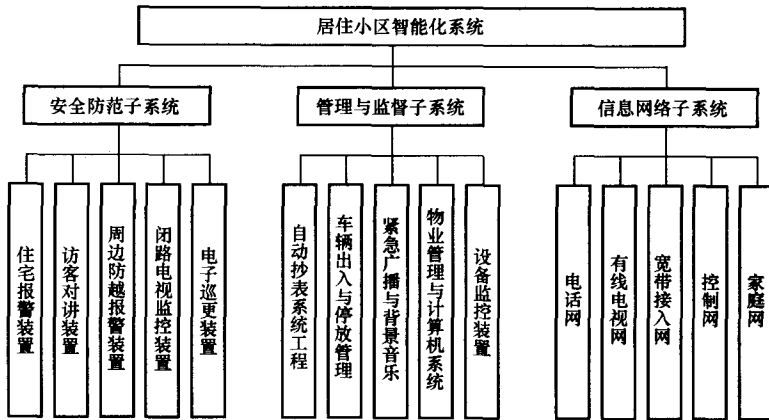 居住小区智能化系统
安全防范子系统
管理与监督子系统
信息网络子系统
住宅报警装置
访客对讲装置
周边防越报警装置
闭路电视监控装置
电子巡更装置
自动抄表系统工程
车辆出入与停放管理
紧急广播与背景音乐
物业管理与计算机系统
设备监控装置
电话网
有线电视网
宽带接入网
控制网
家庭网